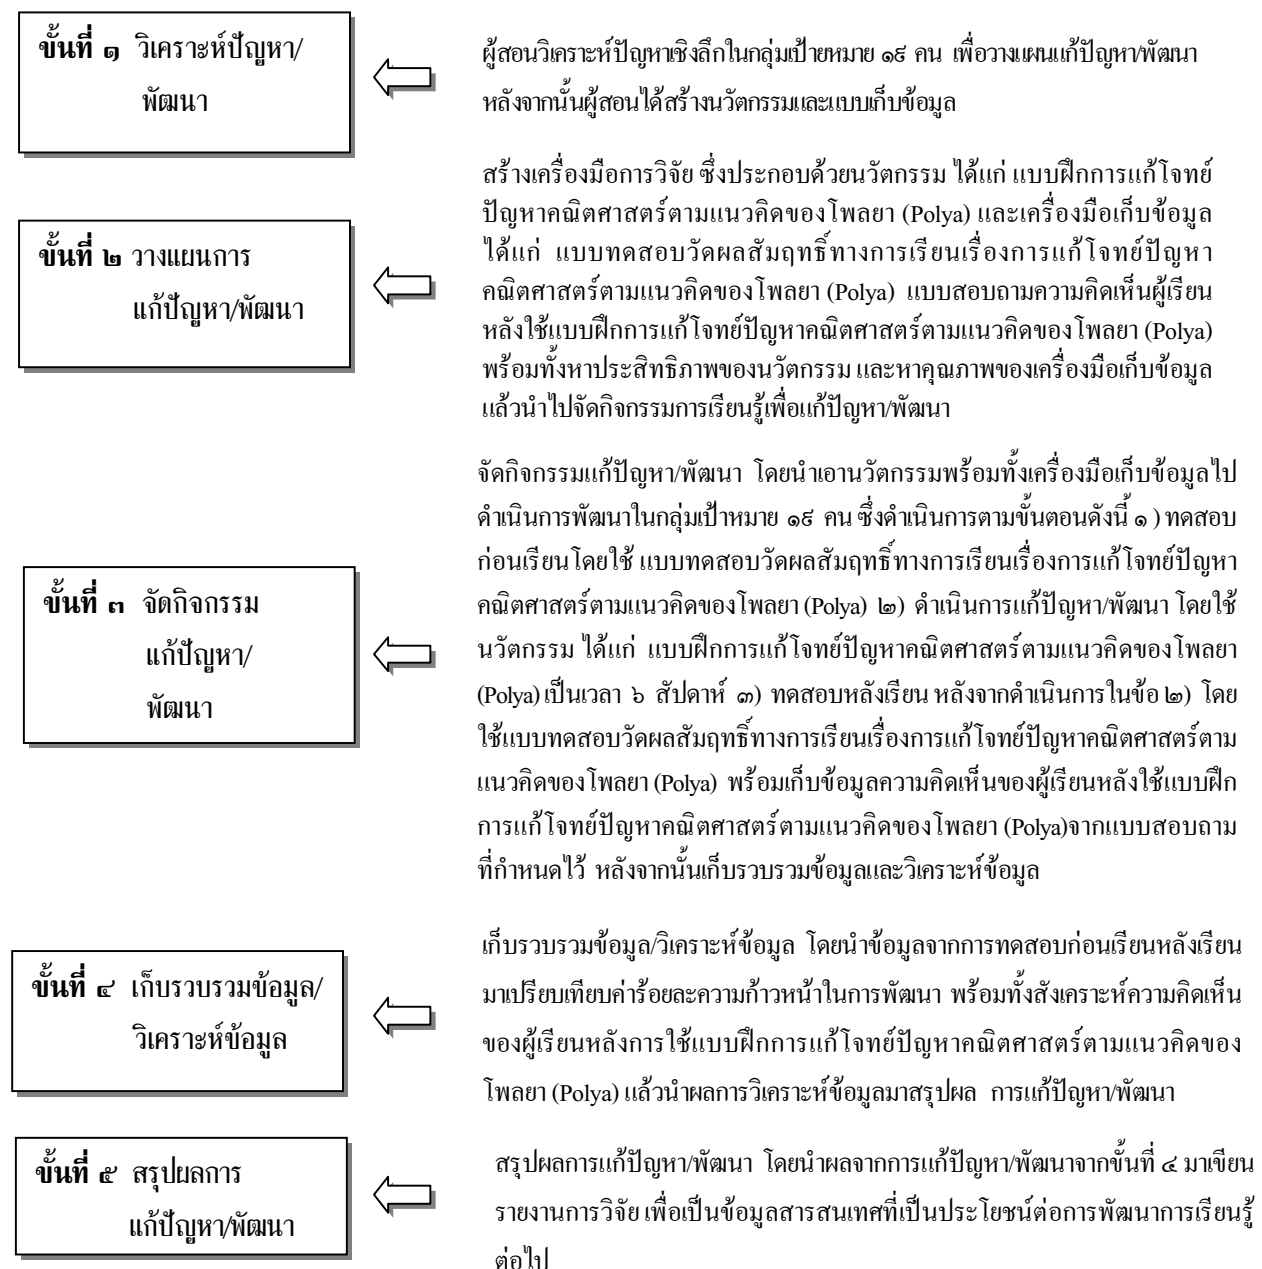 ขั้นที่ ๑ วิเคราะห์ปัญหา/
พัฒนา
ผู้สอนวิเคราะห์ปัญหาเชิงลึกในกลุ่มเป้ายหมาย ๑๙ คน เพื่อวางแผนแก้ปัญหา/พัฒนา
หลังจากนั้นผู้สอนได้สร้างนวัตกรรมและแบบเก็บข้อมูล
ขั้นที่ ๒ วางแผนการ
แก้ปัญหา/พัฒนา
สร้างเครื่องมือการวิจัย ซึ่งประกอบด้วยนวัตกรรม ได้แก่ แบบฝึกการแก้โจทย์
ปัญหาคณิตศาสตร์ตามแนวคิดของโพลยา (Polya) และเครื่องมือเก็บข้อมูล
ได้แก่ แบบทดสอบวัดผลสัมฤทธิ์ทางการเรียนเรื่องการแก้โจทย์ปัญหา
คณิตศาสตร์ตามแนวคิดของโพลยา (Polya) แบบสอบถามความคิดเห็นผู้เรียน
หลังใช้แบบฝึกการแก้โจทย์ปัญหาคณิตศาสตร์ตามแนวคิดของโพลยา (Polya)
พร้อมทั้งหาประสิทธิภาพของนวัตกรรม และหาคุณภาพของเครื่องมือเก็บข้อมูล
แล้วนำไปจัดกิจกรรมการเรียนรู้เพื่อแก้ปัญหา/พัฒนา
ขั้นที่ ๓ จัดกิจกรรม
แก้ปัญหา/
พัฒนา
จัดกิจกรรมแก้ปัญหา/พัฒนา โดยนำเอานวัตกรรมพร้อมทั้งเครื่องมือเก็บข้อมูลไป
ดำเนินการพัฒนาในกลุ่มเป้าหมาย ๑๙ คน ซึ่งดำเนินการตามขั้นตอนดังนี้ ๑ ) ทดสอบ
ก่อนเรียนโดยใช้ แบบทดสอบวัดผลสัมฤทธิ์ทางการเรียนเรื่องการแก้โจทย์ปัญหา
คณิตศาสตร์ตามแนวคิดของโพลยา (Polya) ๒) ดำเนินการแก้ปัญหา/พัฒนา โดยใช้
นวัตกรรม ได้แก่ แบบฝึกการแก้โจทย์ปัญหาคณิตศาสตร์ตามแนวคิดของโพลยา
(Polya) เป็นเวลา ๖ สัปดาห์ ๓) ทดสอบหลังเรียน หลังจากดำเนินการในข้อ ๒) โดย
ใช้แบบทดสอบวัดผลสัมฤทธิ์ทางการเรียนเรื่องการแก้โจทย์ปัญหาคณิตศาสตร์ตาม
แนวคิดของโพลยา (Polya) พร้อมเก็บข้อมูลความคิดเห็นของผู้เรียนหลังใช้แบบฝึก
การแก้โจทย์ปัญหาคณิตศาสตร์ตามแนวคิดของโพลยา (Polya)จากแบบสอบถาม
ที่กำหนดไว้ หลังจากนั้นเก็บรวบรวมข้อมูลและวิเคราะห์ข้อมูล
ขั้นที่ ๔ เก็บรวบรวมข้อมูล/
วิเคราะห์ข้อมูล
เก็บรวบรวมข้อมูล/วิเคราะห์ข้อมูล โดยนำข้อมูลจากการทดสอบก่อนเรียนหลังเรียน
มาเปรียบเทียบค่าร้อยละความก้าวหน้าในการพัฒนา พร้อมทั้งสังเคราะห์ความคิดเห็น
ของผู้เรียนหลังการใช้แบบฝึกการแก้โจทย์ปัญหาคณิตศาสตร์ตามแนวคิดของ
โพลยา (Polya) แล้วนำผลการวิเคราะห์ข้อมูลมาสรุปผล การแก้ปัญหา/พัฒนา
ขั้นที่ ๕ สรุปผลการ
แก้ปัญหา/พัฒนา
สรุปผลการแก้ปัญหา/พัฒนา โดยนำผลจากการแก้ปัญหา/พัฒนาจากขั้นที่ ๔ มาเขียน
รายงานการวิจัย เพื่อเป็นข้อมูลสารสนเทศที่เป็นประโยชน์ต่อการพัฒนาการเรียนรู้
ต่อไป